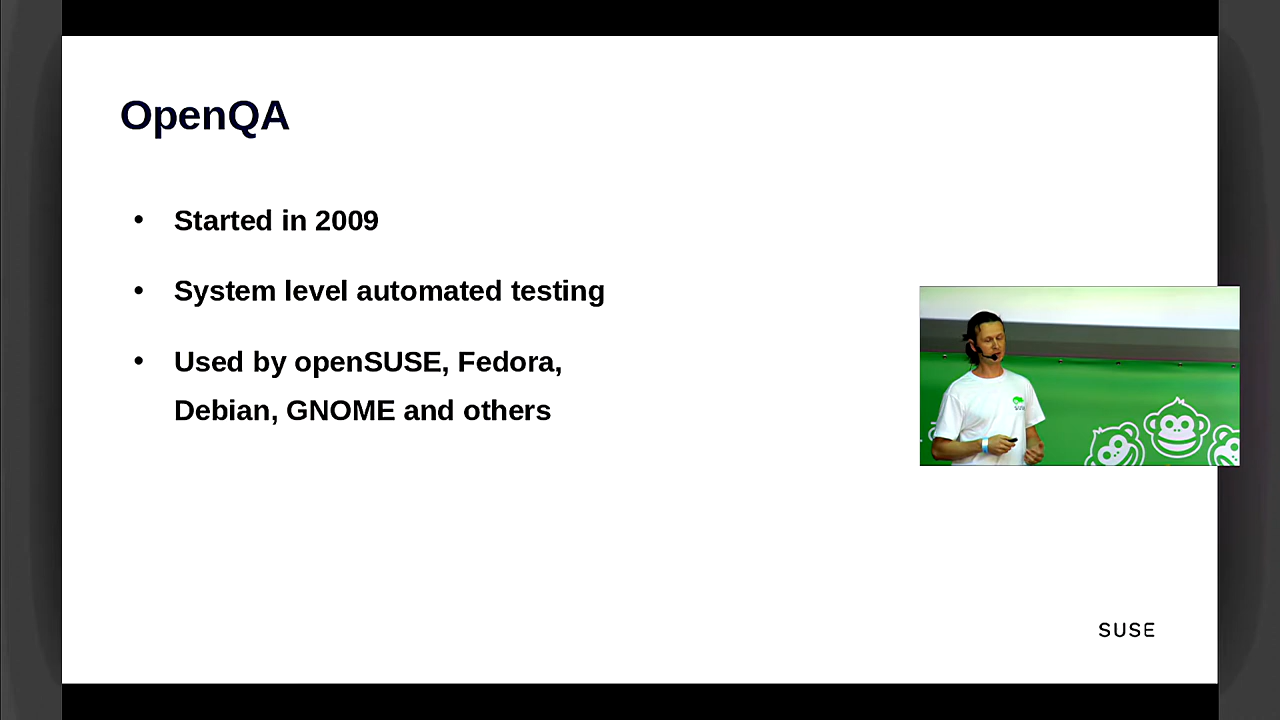 OpenQA
• Started in 2009
• System level automated testing
• Used by openSUSE, Fedora,
Debian, GNOME and others
SUSE